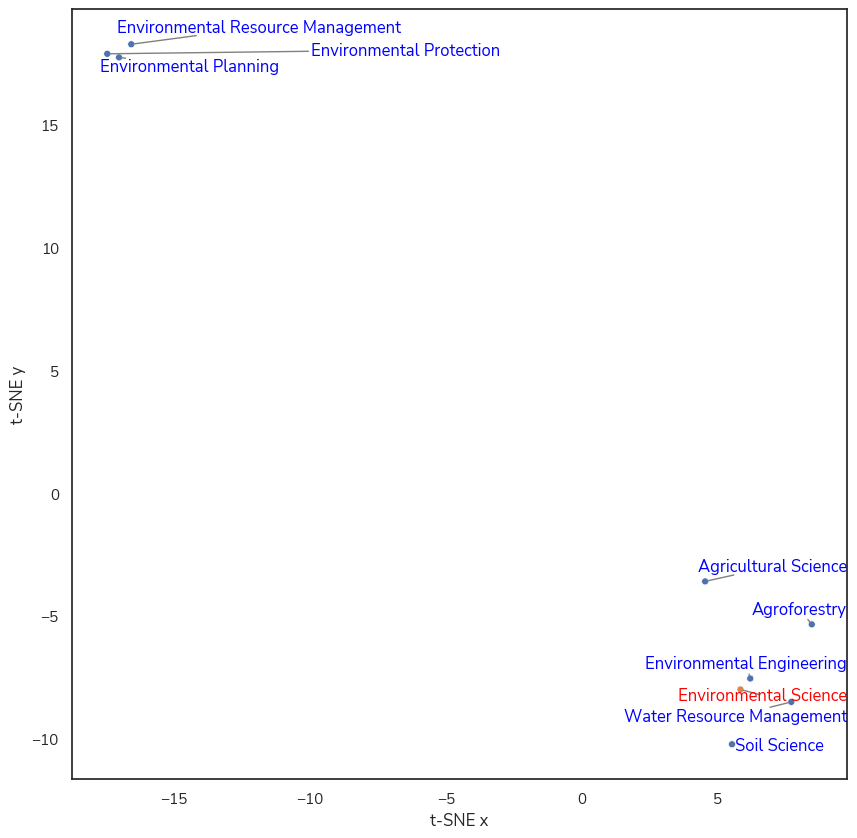 Environmental Resource Management
Environmental Protection
Environmental Planning
15
10
5
0
−5
−10
t-SNE y
Agricultural Science
Agroforestry
Environmental Engineering
Environmental Science
Water Resource Management
Soil Science
−15
−10
−5
0
5
t-SNE x